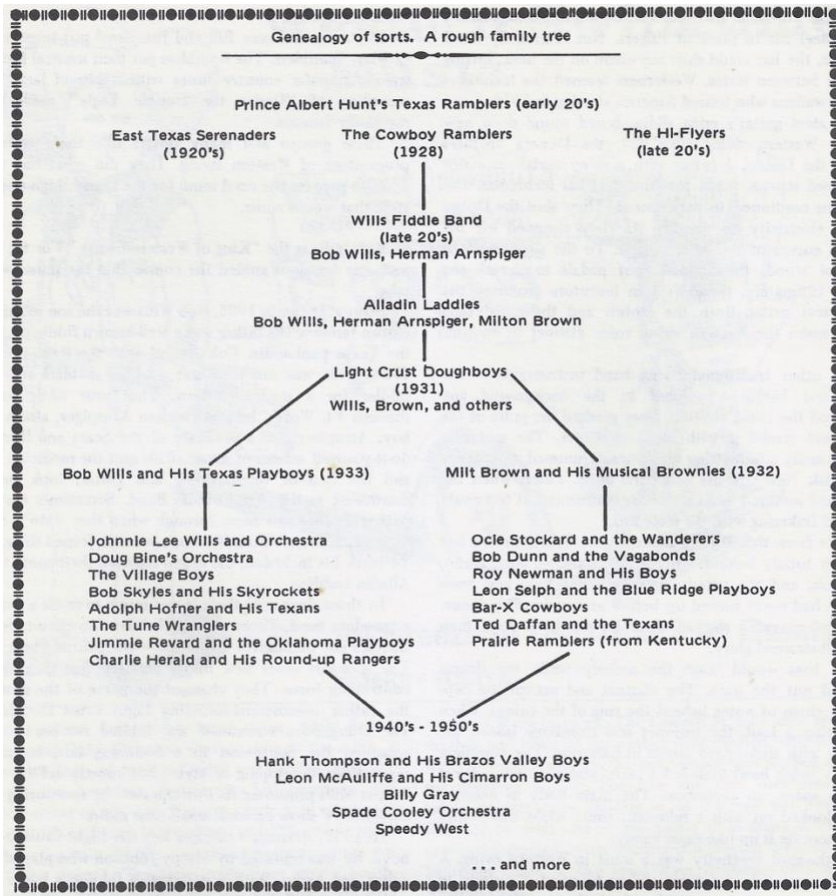 Genealogy of sorts. A rough family tree
Prince Albert Hunt's Texas Ramblers (early 20's)
East Texas Serenaders
(1920's)
The Cowboy Ramblers
(1928)
The Hi-Flyers
(late 20's)
Wills Fiddle Band
(late 20's)
Bob Wills, Herman Arnspiger
Alladin Laddies
Bob Wills, Herman Arnspiger, Milton Brown
Light Crust Doughboys
(1931)
Wills, Brown, and others
Bob Wills and His Texas Playboys (1933)
Milt Brown and His Musical Brownies (1932)
Johnnie Lee Wills and Orchestra
Doug Bine's Orchestra
The Village Boys
Bob Skyles and His Skyrockets
Adolph Hofner and His Texans
The Tune Wranglers
Jimmie Revard and the Oklahoma Playboys
Charlie Herald and His Round-up Rangers
Ocie Stockard and the Wanderers
Bob Dunn and the Vagabonds
Roy Newman and His Boys
Leon Selph and the Blue Ridge Playboys
Bar-X Cowboys
Ted Daffan and the Texans
Prairie Ramblers (from Kentucky)
1940's - 1950's
Hank Thompson and His Brazos Valley Boys
Leon McAuliffe and His Cimarron Boys
Billy Gray
Spade Cooley Orchestra
Speedy West
.... and more